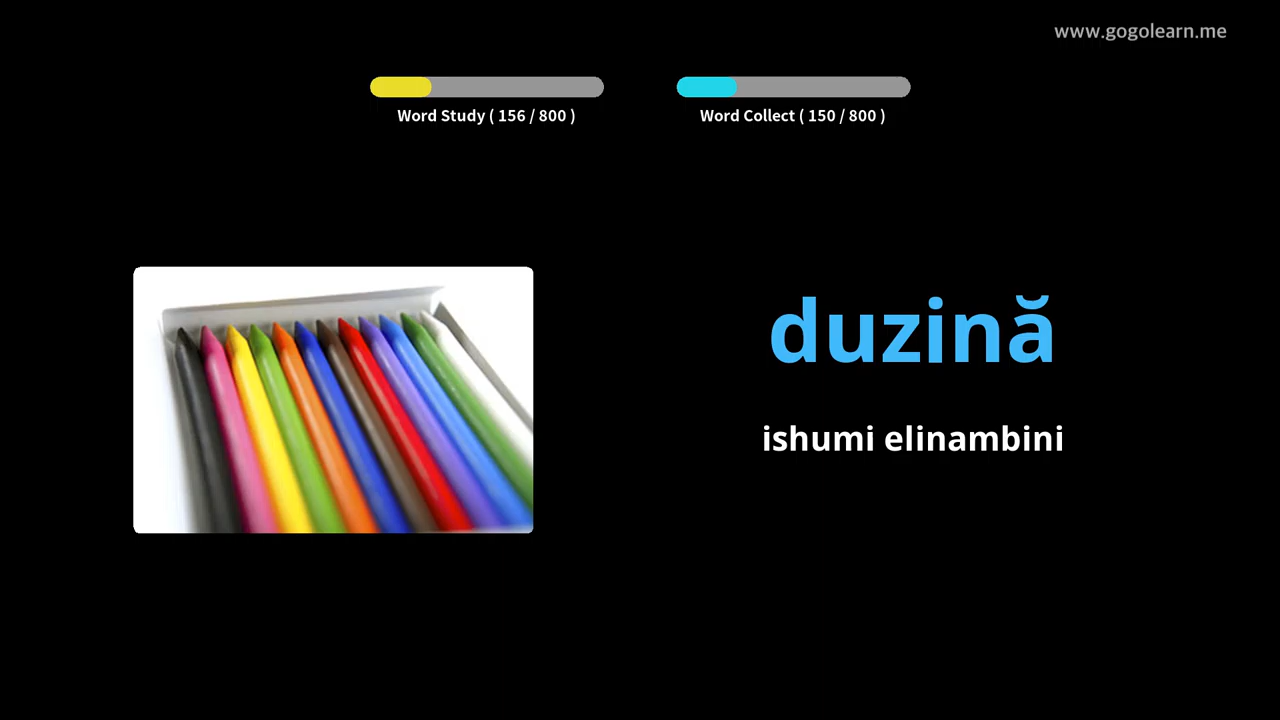 www.gogolearn.me
Word Study ( 156 / 800 )
Word Collect ( 150 / 800 )
duzină
ishumi elinambini